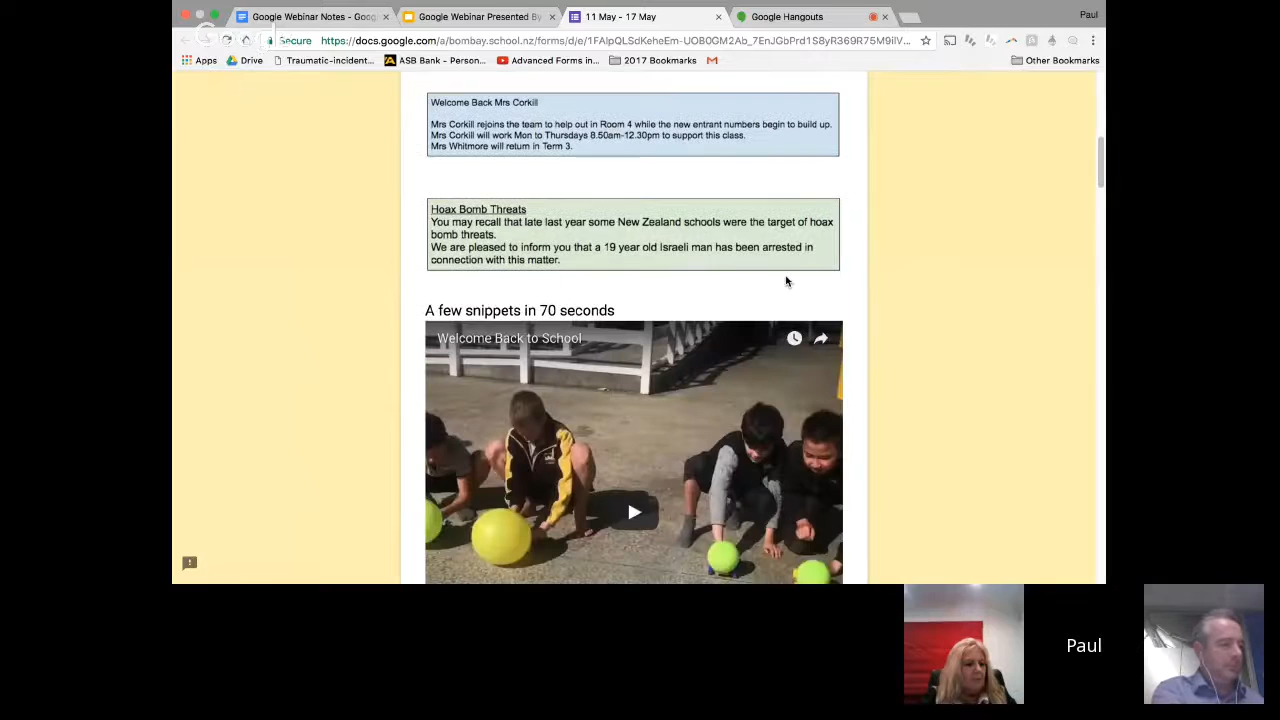 Google Webinar Notes - Goog
Google Webinar Presented By
11 May - 17 May
Google Hangouts
Paul
Secure
https://docs.google.com/a/bombay.school.nz/forms/d/e/
Apps
Drive
Traumatic-incident...
ASB Bank - Person...
Advanced Forms in...
2017 Bookmarks
Other Bookmarks
Welcome Back Mrs Corkill
Mrs Corkill rejoins the team to help out in Room 4 while the new entrant numbers begin to build up.
Mrs Corkill will work Mon to Thursdays 8.50am-12.30pm to support this class.
Mrs Whitmore will return in Term 3.
Hoax Bomb Threats
You may recall that late last year some New Zealand schools were the target of hoax
bomb threats.
We are pleased to inform you that a 19 year old Israeli man has been arrested in
connection with this matter.
A few snippets in 70 seconds
Welcome Back to School
Paul